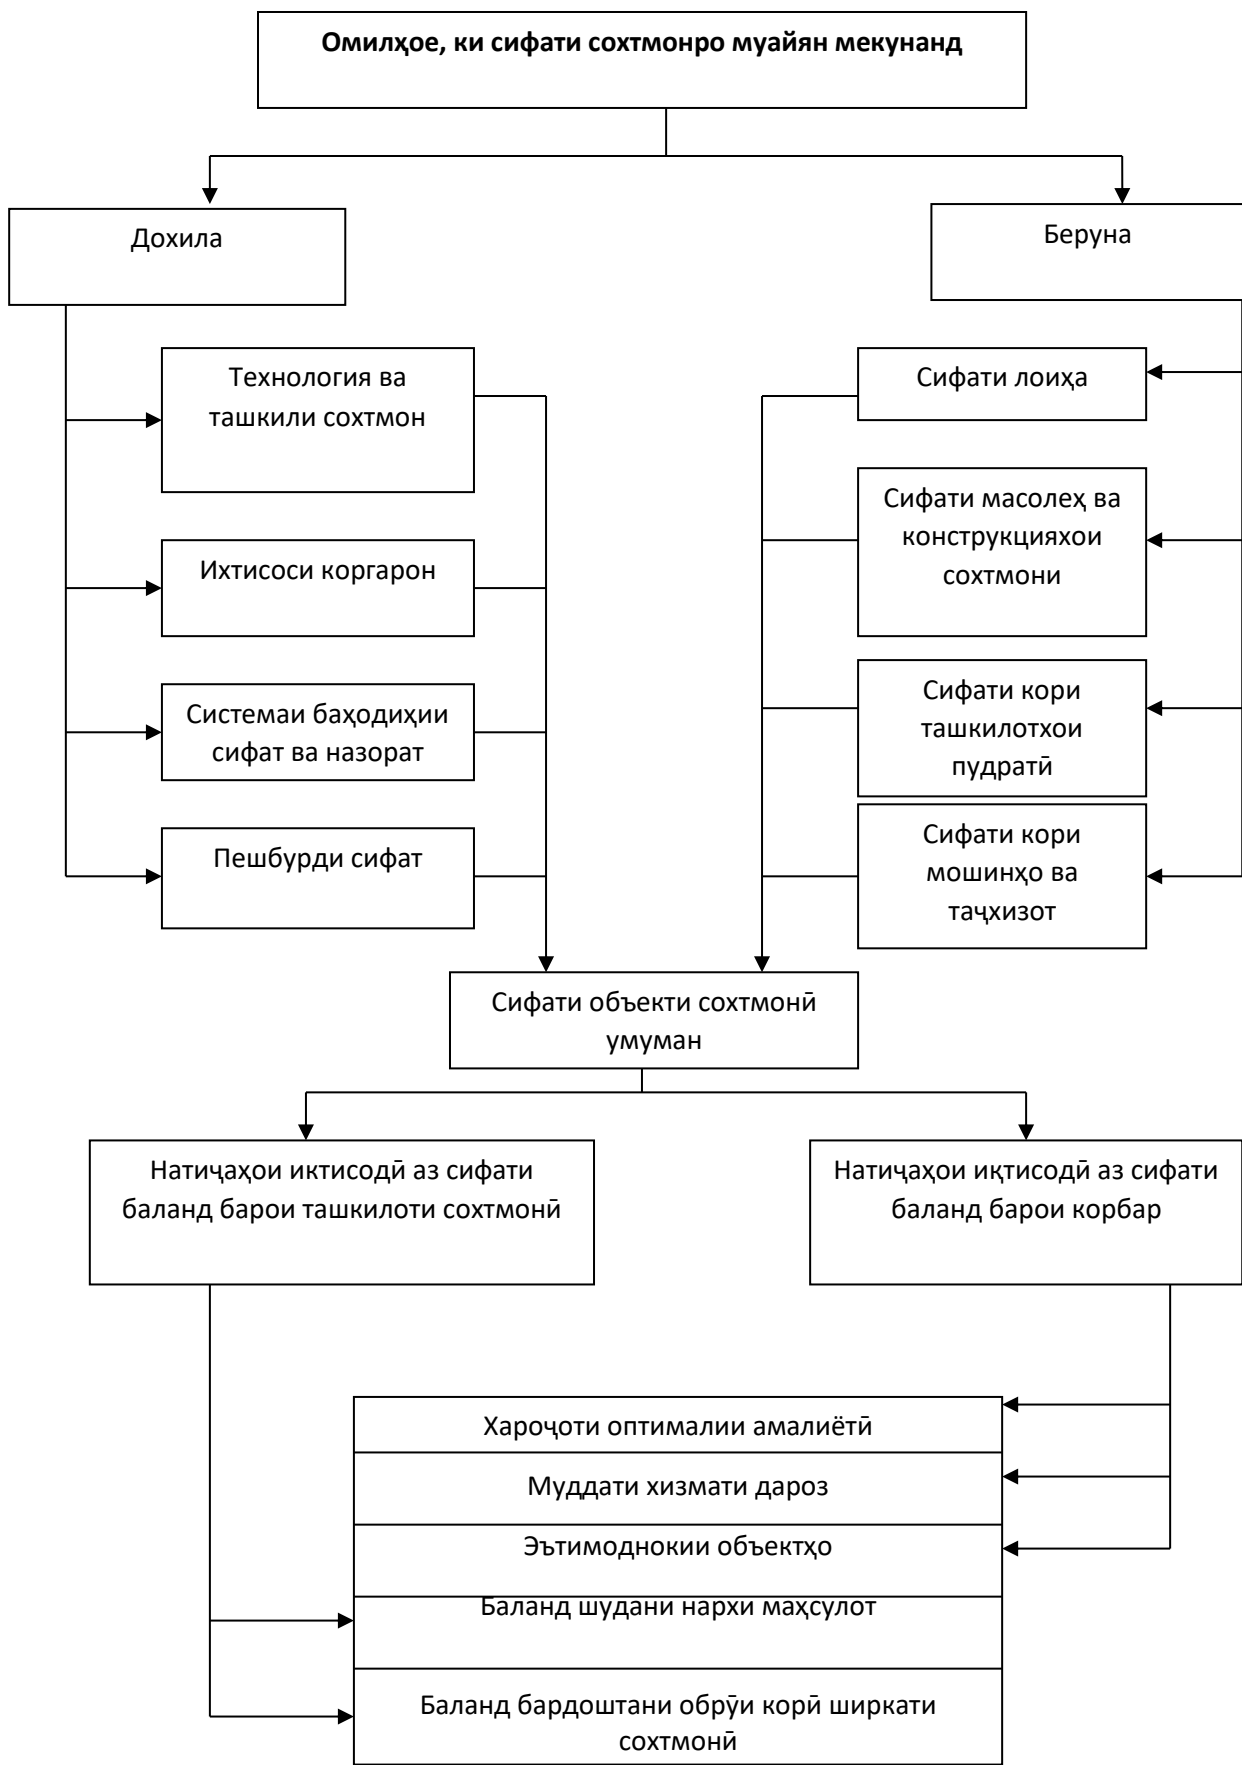 Омилҳое, ки сифати сохтмонро муайян мекунанд
Дохила
Беруна
Технология ва
ташкили сохтмон
Ихтисоси коргарон
Системаи баҳодиҳии
сифат ва назорат
Пешбурди сифат
Сифати лоиҳа
Сифати масолеҳ ва
конструкцияхои
сохтмони
Сифати кори
ташкилотхои
пудратӣ
Сифати кори
мошинҳо ва
таҷхизот
Сифати объекти сохтмонӣ
умуман
Натиҷаҳои иктисодӣ аз сифати
баланд барои ташкилоти сохтмонӣ
Натиҷаҳои иқтисодӣ аз сифати
баланд барои корбар
Хароҷоти оптималии амалиётӣ
Муддати хизмати дароз
Эътимоднокии объектҳо
Баланд шудани нархи маҳсулот
Баланд бардоштани обрӯи корӣ ширкати
сохтмонӣ